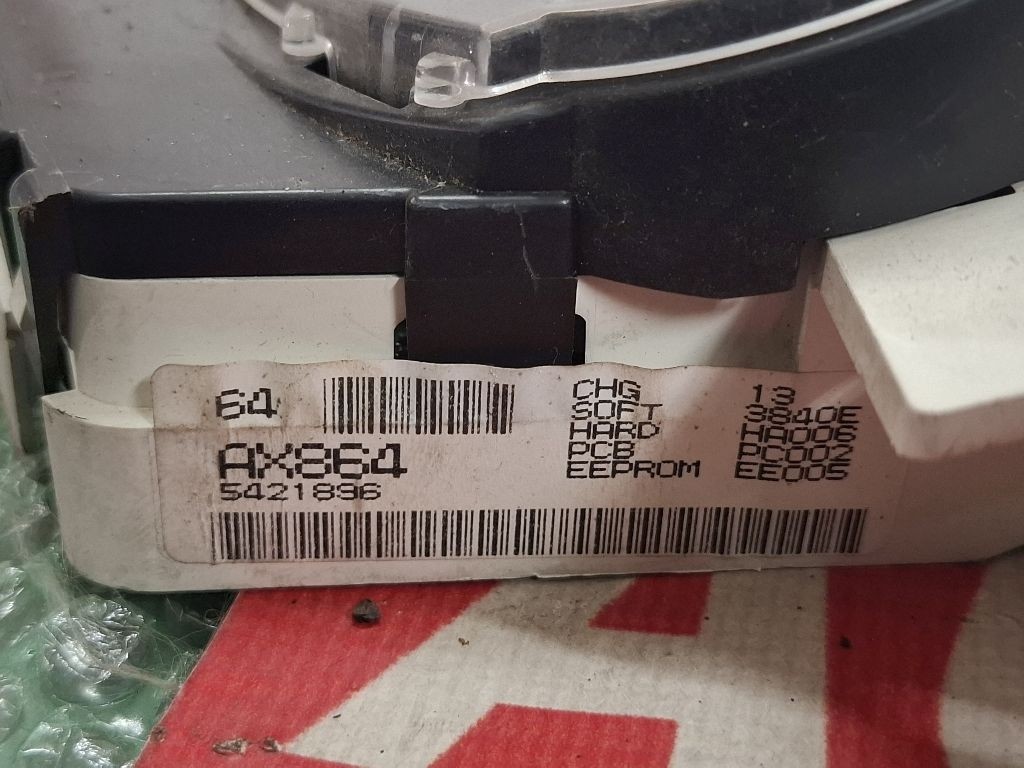 64
AX864
5421896
CHG 13
SOFT 3840E
HARD HA006
PCB PC002
EEPROM EE005